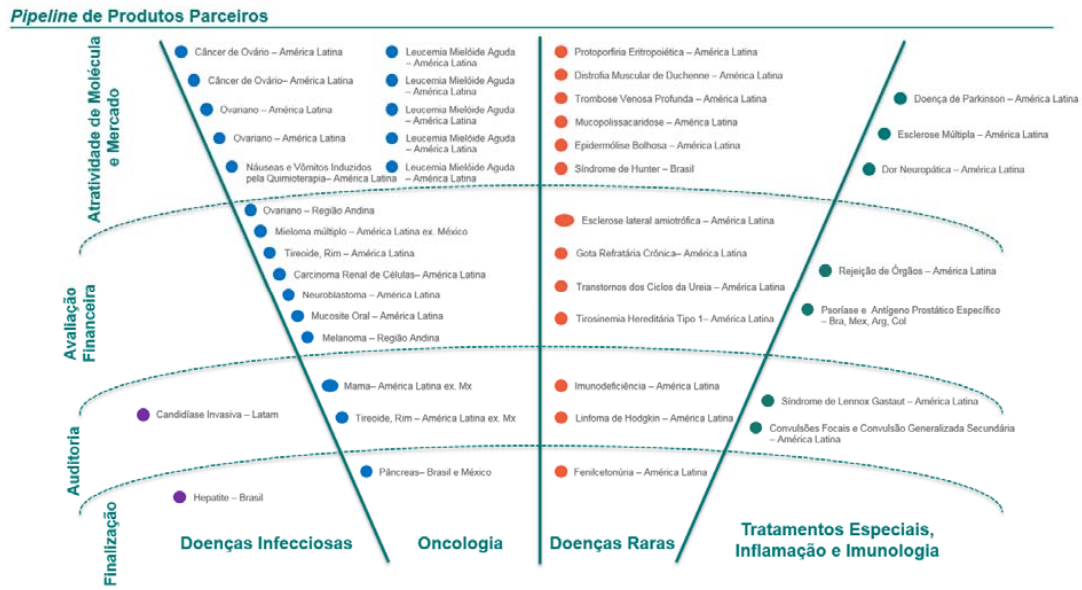 Pipeline de Produtos Parceiros
Atratividade de Molécula
e Mercado
Câncer de Ovário – América Latina
Câncer de Ovário– América Latina
Ovariano – América Latina
Ovariano – América Latina
Náuseas e Vômitos Induzidos
pela Quimioterapia– América Latina
Leucemia Mielóide Aguda
– América Latina
Leucemia Mielóide Aguda
– América Latina
Leucemia Mielóide Aguda
– América Latina
Leucemia Mielóide Aguda
– América Latina
Leucemia Mielóide Aguda
– América Latina
Protoporfiria Eritropoiética – América Latina
Distrofia Muscular de Duchenne – América Latina
Trombose Venosa Profunda – América Latina
Mucopolissacaridose – América Latina
Epidermólise Bolhosa – América Latina
Síndrome de Hunter – Brasil
Doença de Parkinson – América Latina
Esclerose Múltipla – América Latina
Dor Neuropática – América Latina
Avaliação
Financeira
Ovariano – Região Andina
Mieloma múltiplo – América Latina ex. México
Tireoide, Rim – América Latina
Carcinoma Renal de Células– América Latina
Neuroblastoma – América Latina
Mucosite Oral – América Latina
Melanoma – Região Andina
Esclerose lateral amiotrófica – América Latina
Gota Refratária Crônica– América Latina
Transtornos dos Ciclos da Ureia – América Latina
Tirosinemia Hereditária Tipo 1– América Latina
Rejeição de Órgãos – América Latina
Psoríase e Antígeno Prostático Específico
– Bra, Mex, Arg, Col
Auditoria
Candidíase Invasiva – Latam
Mama– América Latina ex. Mx
Tireoide, Rim – América Latina ex. Mx
Imunodeficiência – América Latina
Linfoma de Hodgkin – América Latina
Síndrome de Lennox Gastaut – América Latina
Convulsões Focais e Convulsão Generalizada Secundária
– América Latina
Finalização
Hepatite – Brasil
Pâncreas– Brasil e México
Fenilcetonúria – América Latina
Doenças Infecciosas
Oncologia
Doenças Raras
Tratamentos Especiais,
Inflamação e Imunologia